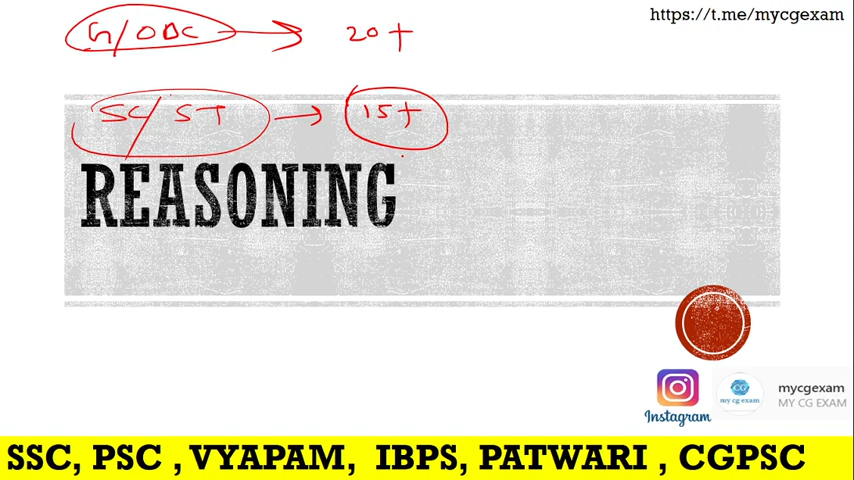 https://t.me/mycgexam
G/OBC → 20+
SC/ST → 15+
REASONING
CG
my cg exam
Instagram
mycgexam
MY CG EXAM
SSC, PSC , VYAPAM, IBPS, PATWARI , CGPSC